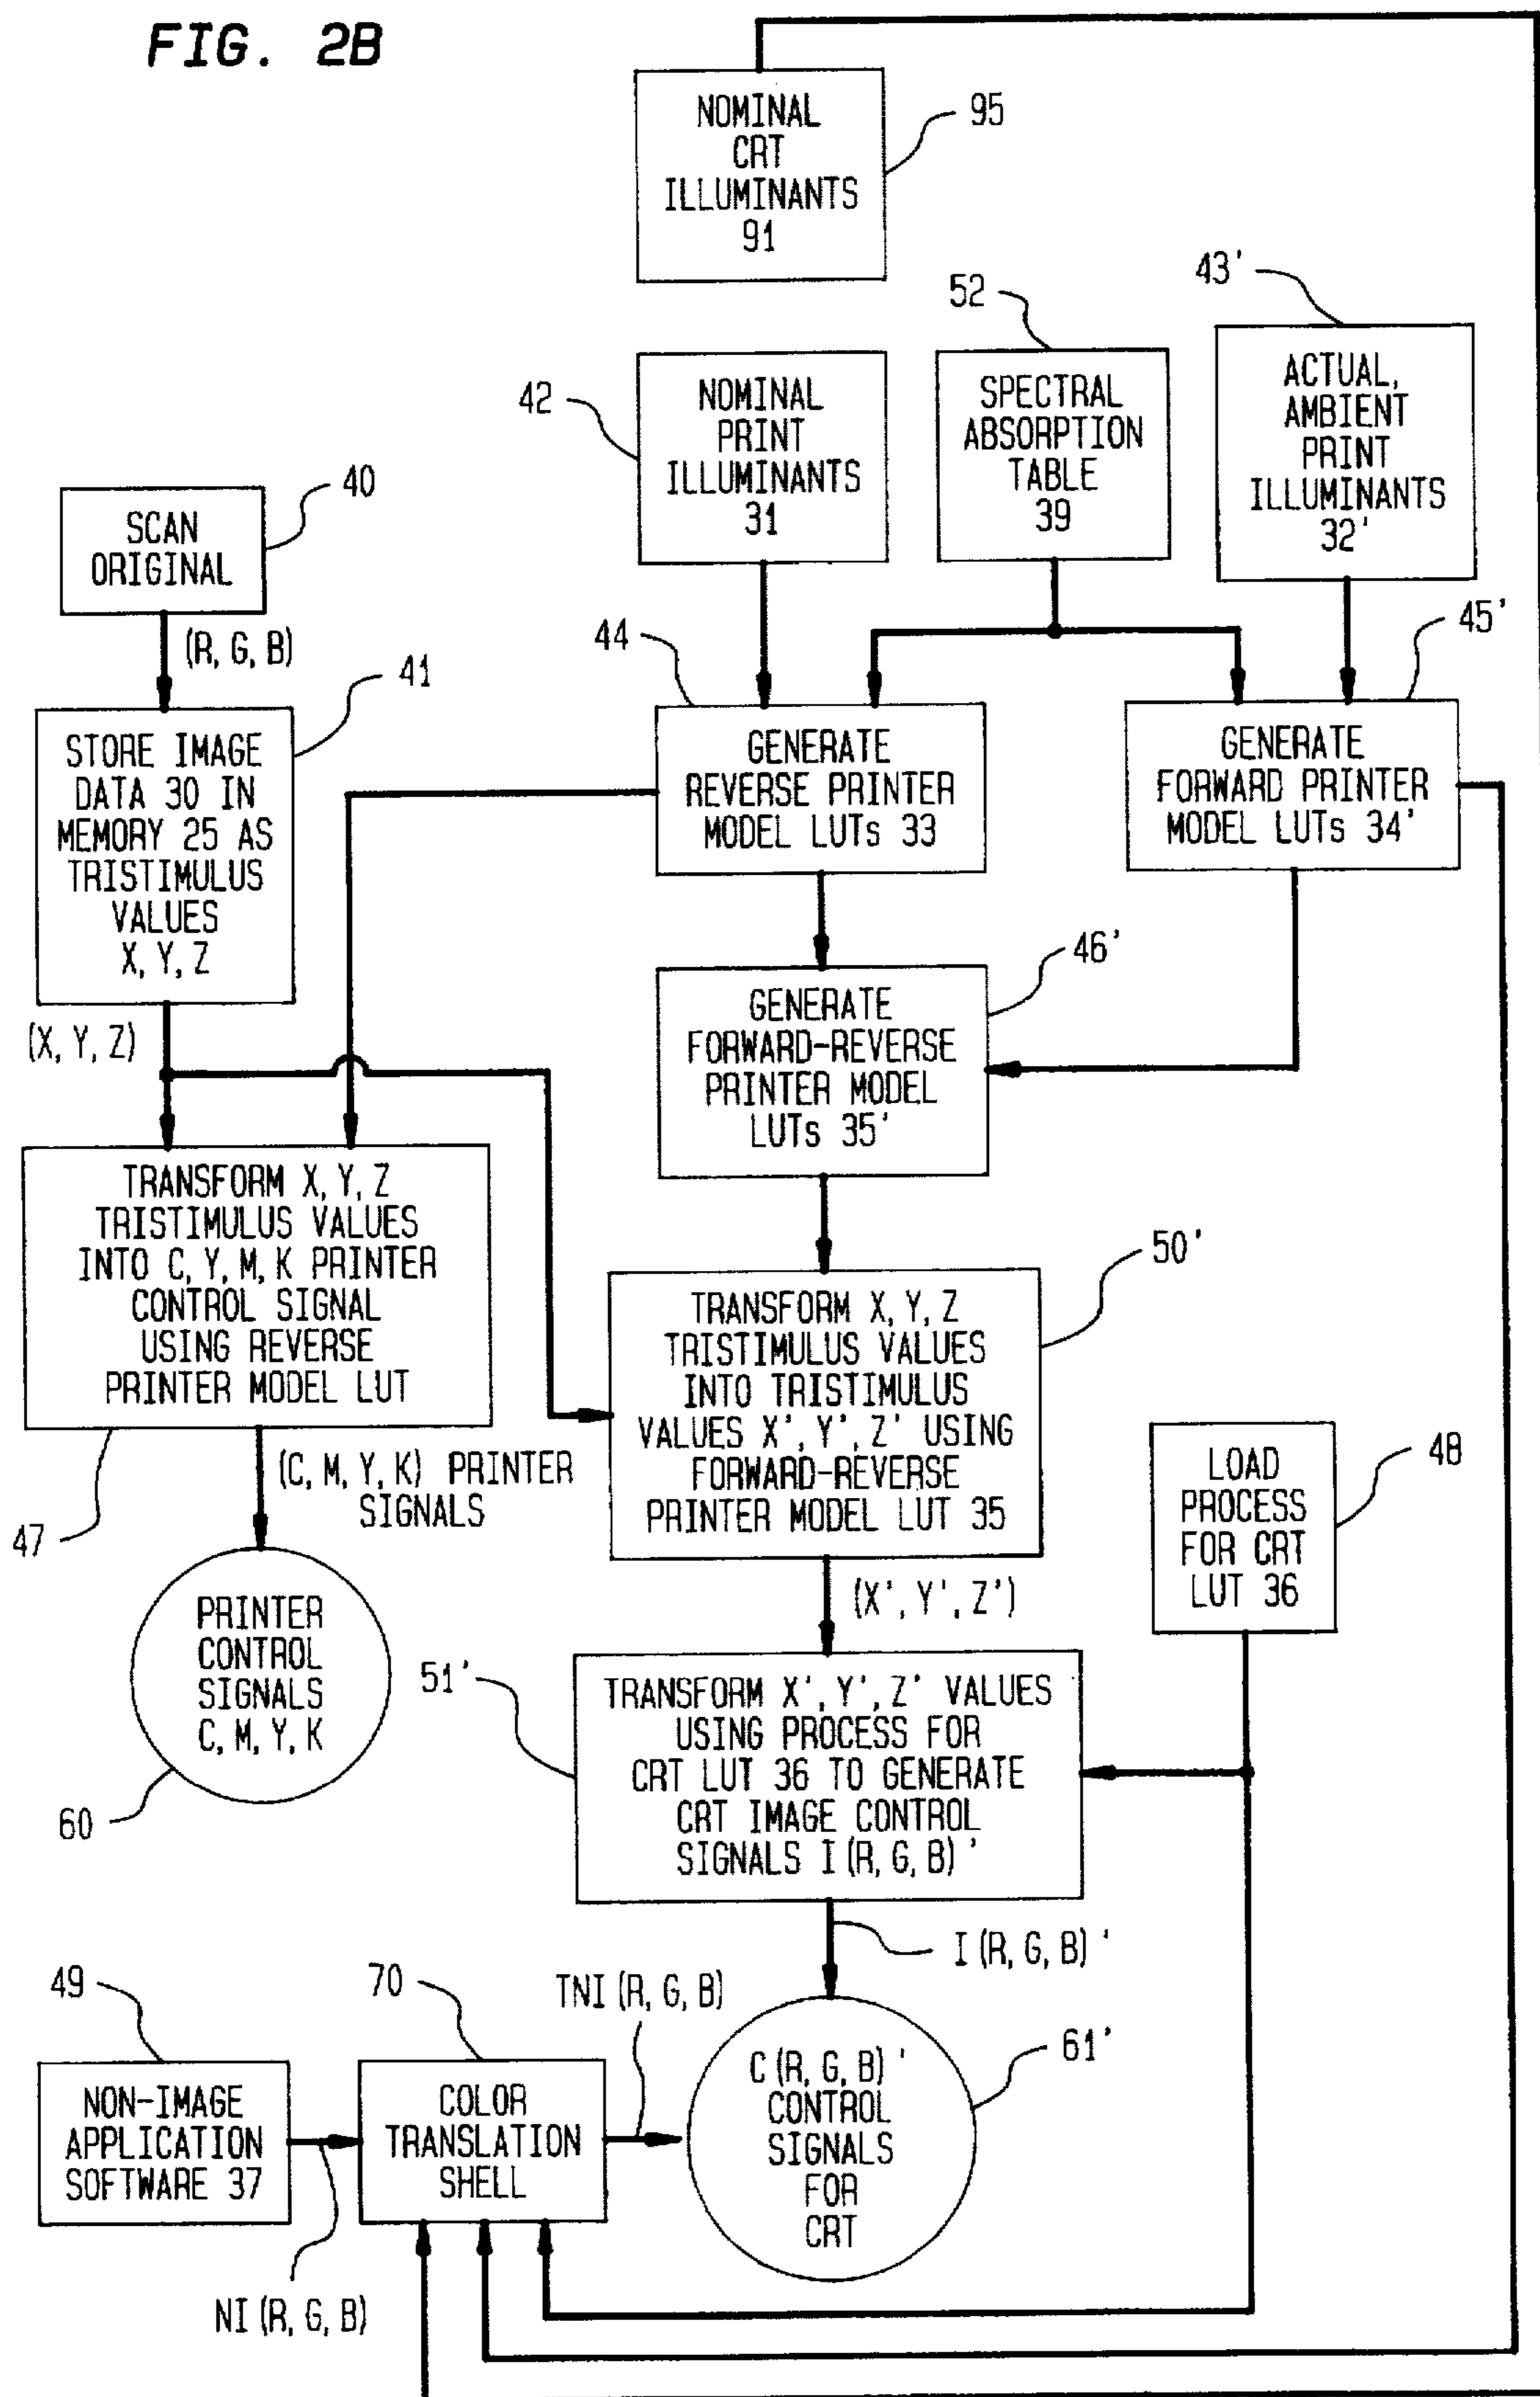 FIG. 2B
NOMINAL
CRT
ILLUMINANTS
91
95
NOMINAL
PRINT
ILLUMINANTS
31
42
SPECTRAL
ABSORPTION
TABLE
39
52
ACTUAL,
AMBIENT
PRINT
ILLUMINANTS
32'
43'
SCAN
ORIGINAL
40
(R, G, B)
STORE IMAGE
DATA 30 IN
MEMORY 25 AS
TRISTIMULUS
VALUES
X, Y, Z
41
(X, Y, Z)
44
GENERATE
REVERSE PRINTER
MODEL LUTs 33
45'
GENERATE
FORWARD PRINTER
MODEL LUTs 34'
46'
GENERATE
FORWARD-REVERSE
PRINTER MODEL
LUTs 35'
TRANSFORM X, Y, Z
TRISTIMULUS VALUES
INTO C, Y, M, K PRINTER
CONTROL SIGNAL
USING REVERSE
PRINTER MODEL LUT
47
(C, M, Y, K) PRINTER
SIGNALS
PRINTER
CONTROL
SIGNALS
C, M, Y, K
60
50'
TRANSFORM X, Y, Z
TRISTIMULUS VALUES
INTO TRISTIMULUS
VALUES X', Y', Z' USING
FORWARD-REVERSE
PRINTER MODEL LUT 35
(X', Y', Z')
LOAD
PROCESS
FOR CRT
LUT 36
48
51'
TRANSFORM X', Y', Z' VALUES
USING PROCESS FOR
CRT LUT 36 TO GENERATE
CRT IMAGE CONTROL
SIGNALS I (R, G, B) '
I (R, G, B) '
49
NON-IMAGE
APPLICATION
SOFTWARE 37
NI (R, G, B)
70
COLOR
TRANSLATION
SHELL
TNI (R, G, B)
C (R, G, B) '
CONTROL
SIGNALS
FOR
CRT
61'